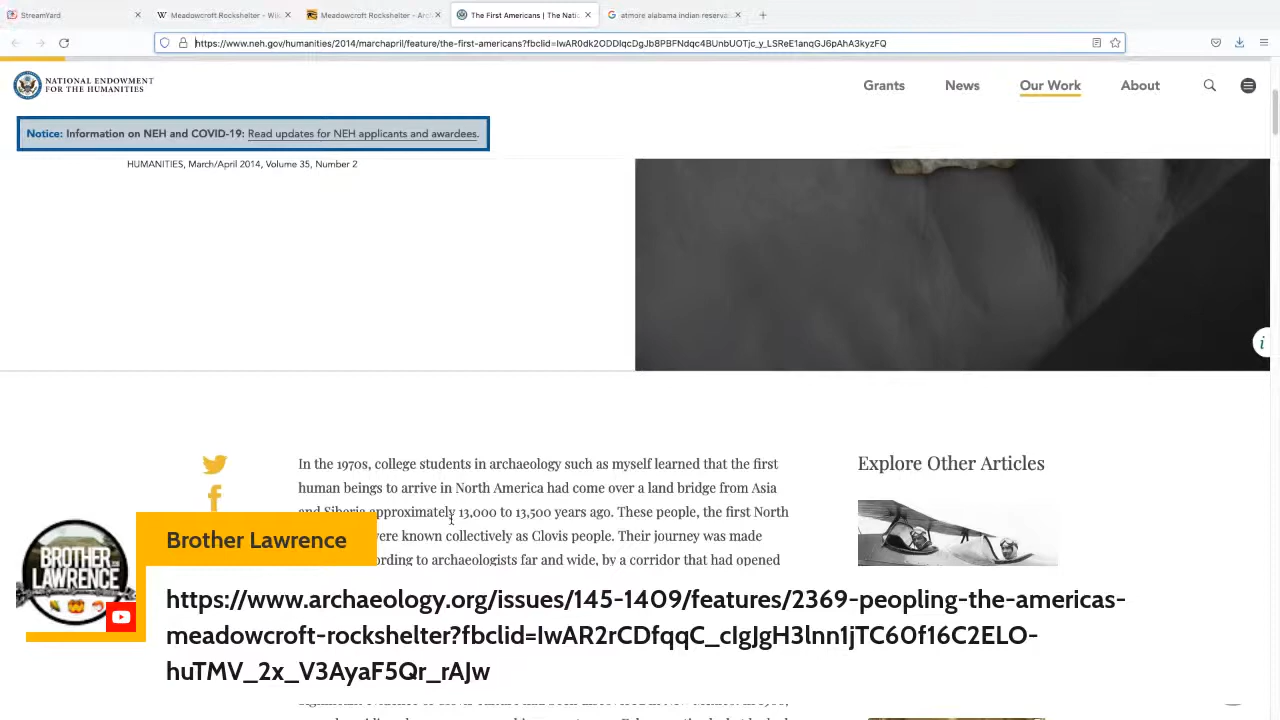 StreamYard
Meadowcroft Rockshelter - Wi
Meadowcroft Rockshelter - Arc
The First Americans | The Nati
atmore alabama indian reserva
https://www.neh.gov/humanities/2014/marchapril/feature/the-first-americans?fbclid=IwAR0dk2ODDlqcDgJb8PBFNdqc4BUnbUOTjc_y_LSReE1anqGJ6pAhA3kyzFQ
NATIONAL ENDOWMENT
FOR THE HUMANITIES
Grants
News
Our Work
About
Notice: Information on NEH and COVID-19: Read updates for NEH applicants and awardees.
HUMANITIES, March/April 2014, Volume 35, Number 2
In the 1970s, college students in archaeology such as myself learned that the first
human beings to arrive in North America had come over a land bridge from Asia
and Siberia approximately 13,000 to 13,500 years ago. These people, the first North
were known collectively as Clovis people. Their journey was made
to archaeologists far and wide, by a corridor that had opened
Explore Other Articles
BROTHER
LAWRENCE
Brother Lawrence
https://www.archaeology.org/issues/145-1409/features/2369-peopling-the-americas-
meadowcroft-rockshelter?fbclid=IwAR2rCDfqqC_cIgJgH3lnn1jTC60f16C2ELO-
huTMV_2x_V3AyaF5Qr_rAJw